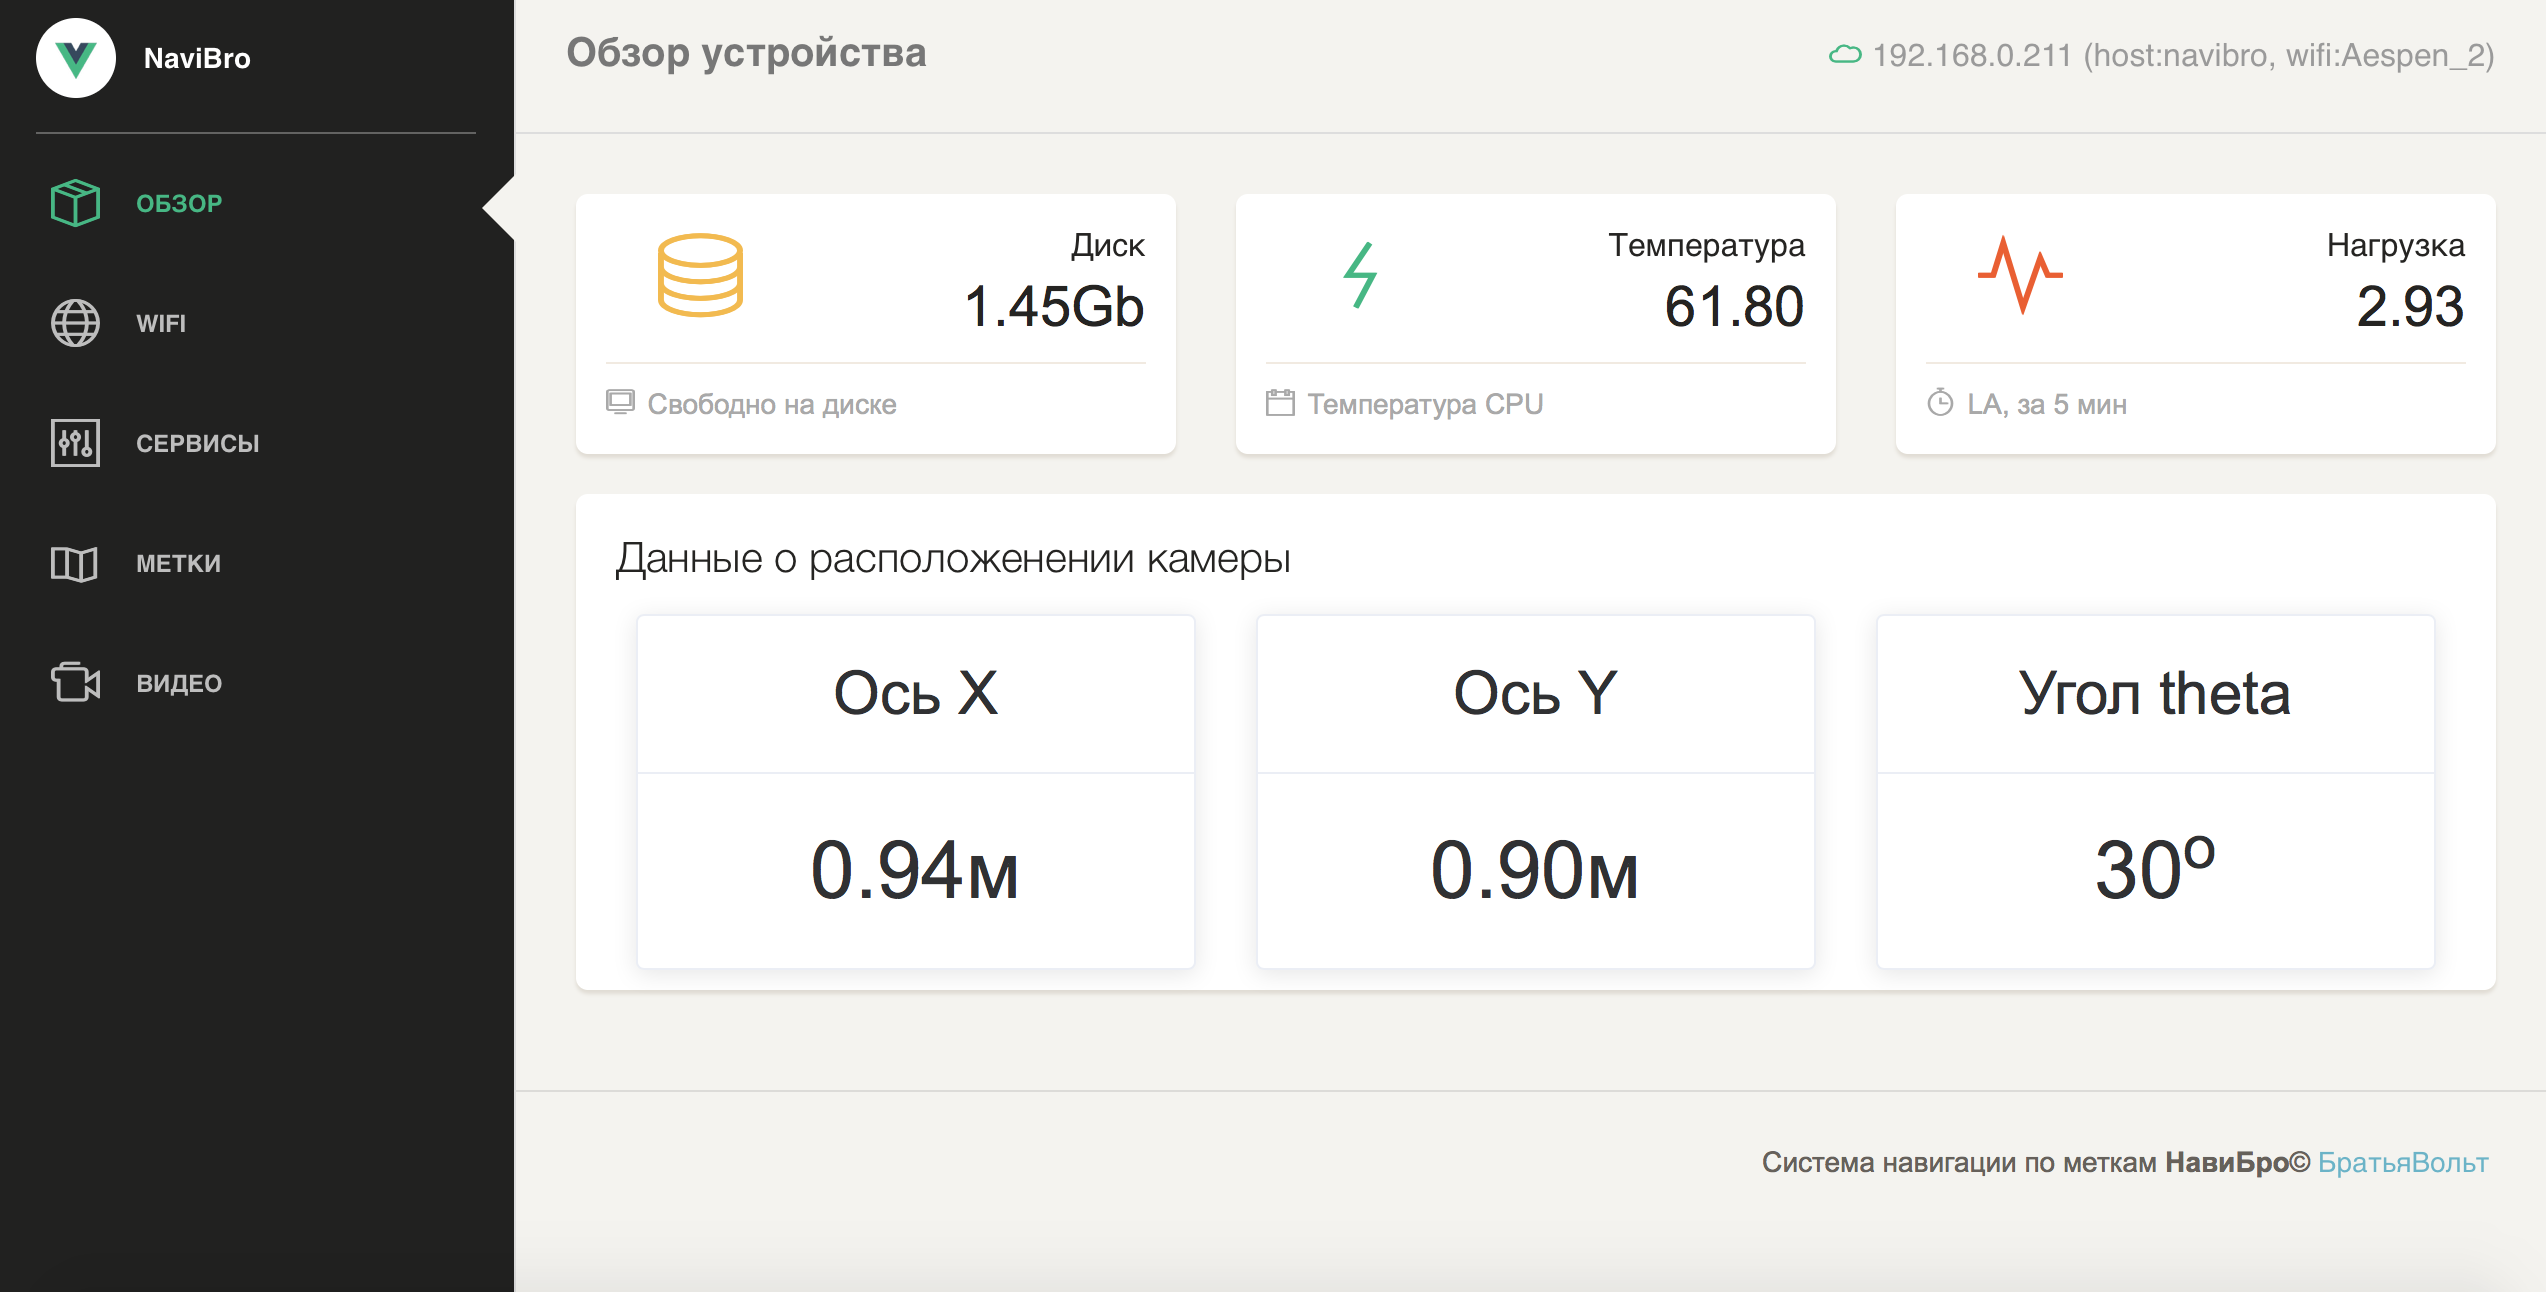 NaviBro
ОБЗОР
WIFI
СЕРВИСЫ
МЕТКИ
ВИДЕО
Обзор устройства
192.168.0.211 (host:navibro, wifi:Aespen_2)
Диск
1.45Gb
Свободно на диске
Температура
61.80
Температура CPU
Нагрузка
2.93
LA, за 5 мин
Данные о расположенении камеры
Ось X
0.94м
Ось Y
0.90м
Угол theta
30º
Система навигации по меткам НавиБро© БратьяВольт